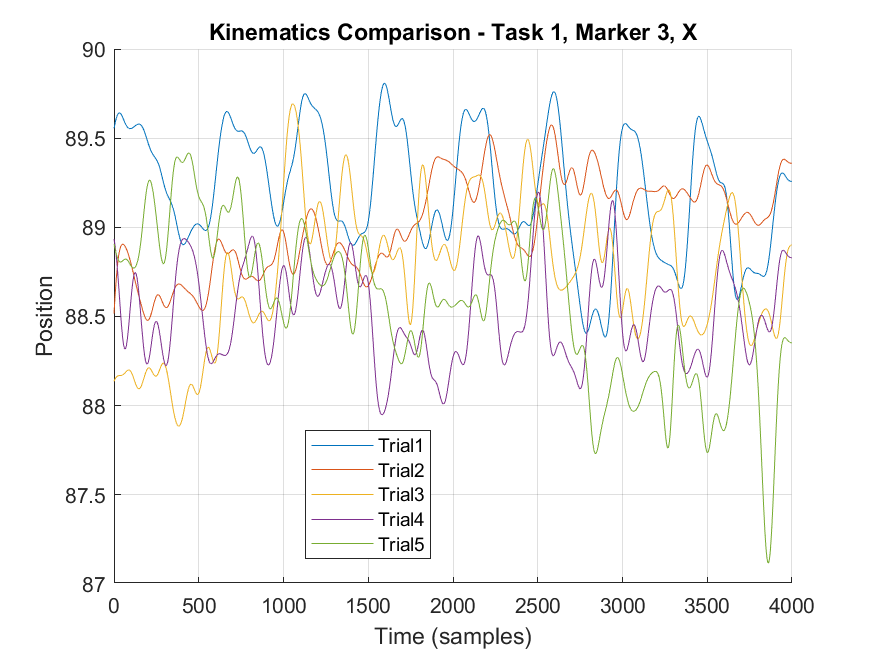 Kinematics Comparison - Task 1, Marker 3, X
90
89.5
89
88.5
88
87.5
87
Position
Trial1
Trial2
Trial3
Trial4
Trial5
0 500 1000 1500 2000 2500 3000 3500 4000
Time (samples)